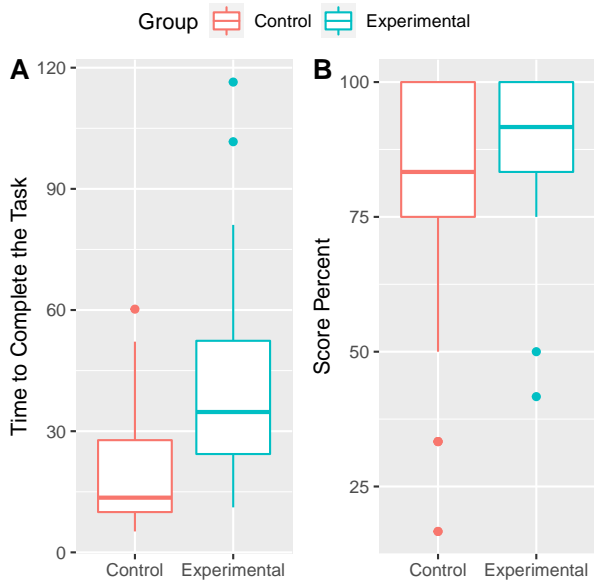 Group Control Experimental
A
Time to Complete the Task
120
90
60
30
0
Control Experimental
B
Score Percent
100
75
50
25
Control Experimental